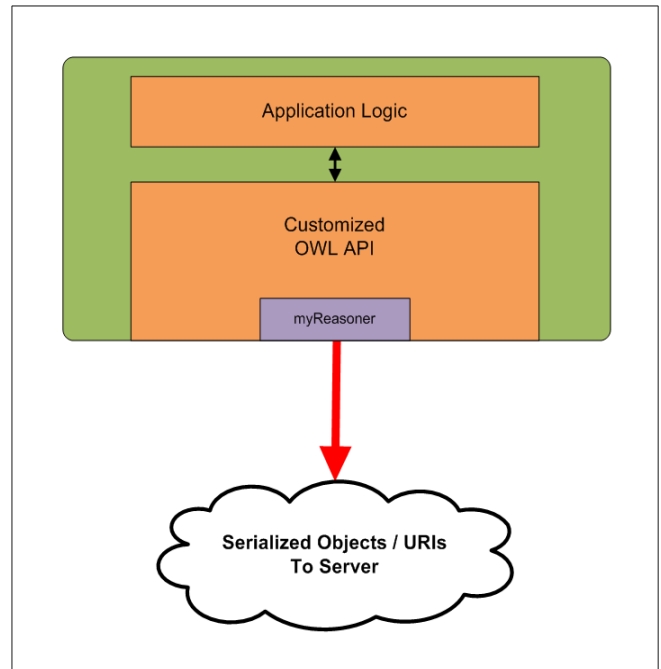 Application Logic
Customized
OWL API
myReasoner
Serialized Objects / URIs
To Server